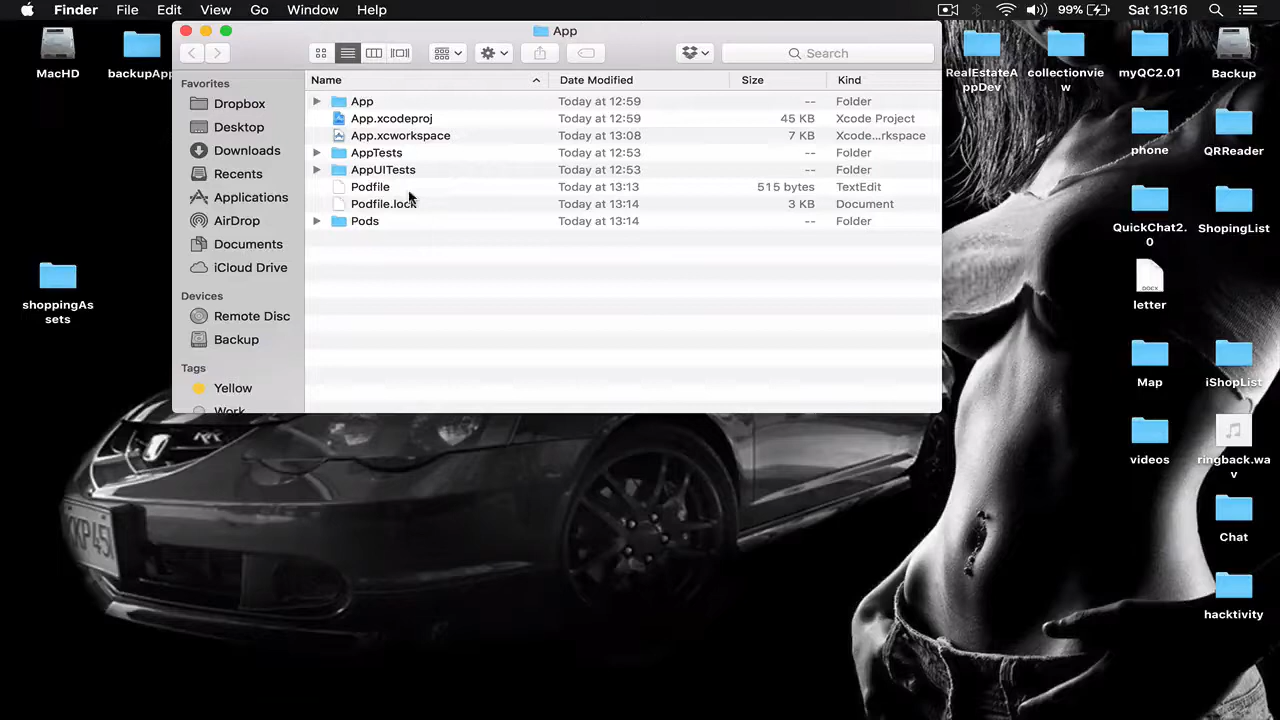 Finder File Edit View Go Window Help 99% Sat 13:16
App
Search
Favorites
Dropbox
Desktop
Downloads
Recents
Applications
AirDrop
Documents
iCloud Drive
Devices
Remote Disc
Backup
Tags
Yellow
Work
Name Date Modified Size Kind
App Today at 12:59 -- Folder
App.xcodeproj Today at 12:59 45 KB Xcode Project
App.xcworkspace Today at 13:08 7 KB Xcode...rkspace
AppTests Today at 12:53 -- Folder
AppUITests Today at 12:53 -- Folder
Podfile Today at 13:13 515 bytes TextEdit
Podfile.lock Today at 13:14 3 KB Document
Pods Today at 13:14 -- Folder
MacHD
backupApp
shoppingAs
sets
RealEstateA
ppDev
collectionvie
w
myQC2.01
Backup
phone
QRReader
QuickChat2.
0
ShopingList
letter
DOCX
Map
iShopList
videos
ringback.wa
v
Chat
hacktivity